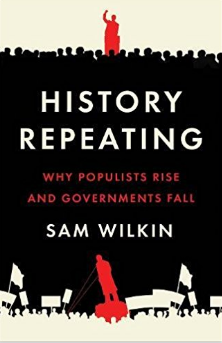 HISTORY
REPEATING
WHY POPULISTS RISE
AND GOVERNMENTS FALL
SAM WILKIN